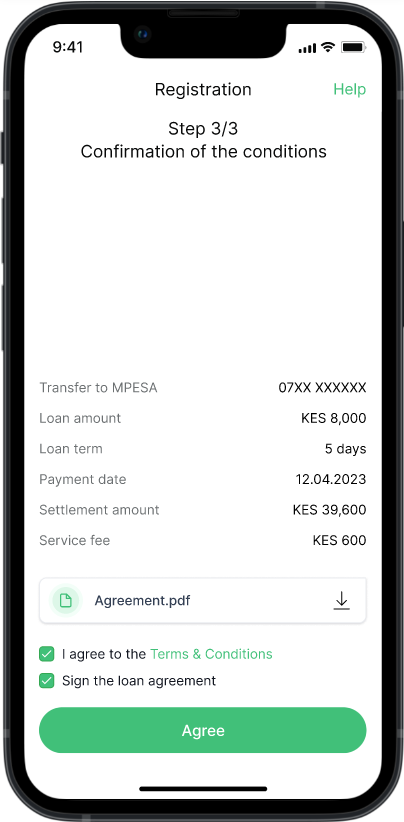 9:41
Registration
Help
Step 3/3
Confirmation of the conditions
Transfer to MPESA 07XX XXXXXX
Loan amount KES 8,000
Loan term 5 days
Payment date 12.04.2023
Settlement amount KES 39,600
Service fee KES 600
Agreement.pdf
I agree to the Terms & Conditions
Sign the loan agreement
Agree